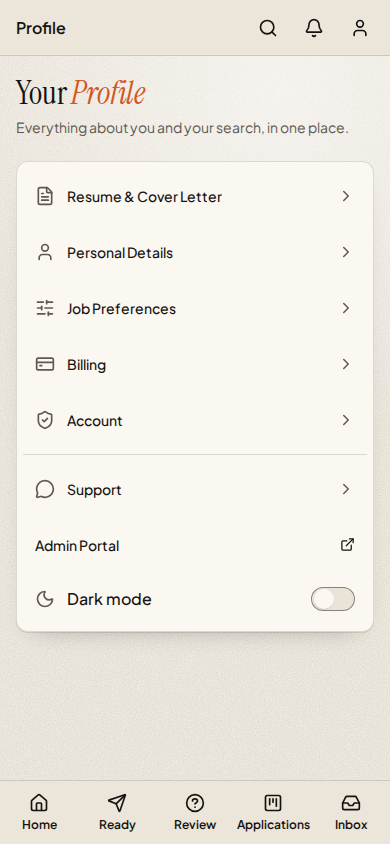 Profile
Your Profile
Everything about you and your search, in one place.
Resume & Cover Letter
Personal Details
Job Preferences
Billing
Account
Support
Admin Portal
Dark mode
Home Ready Review Applications Inbox